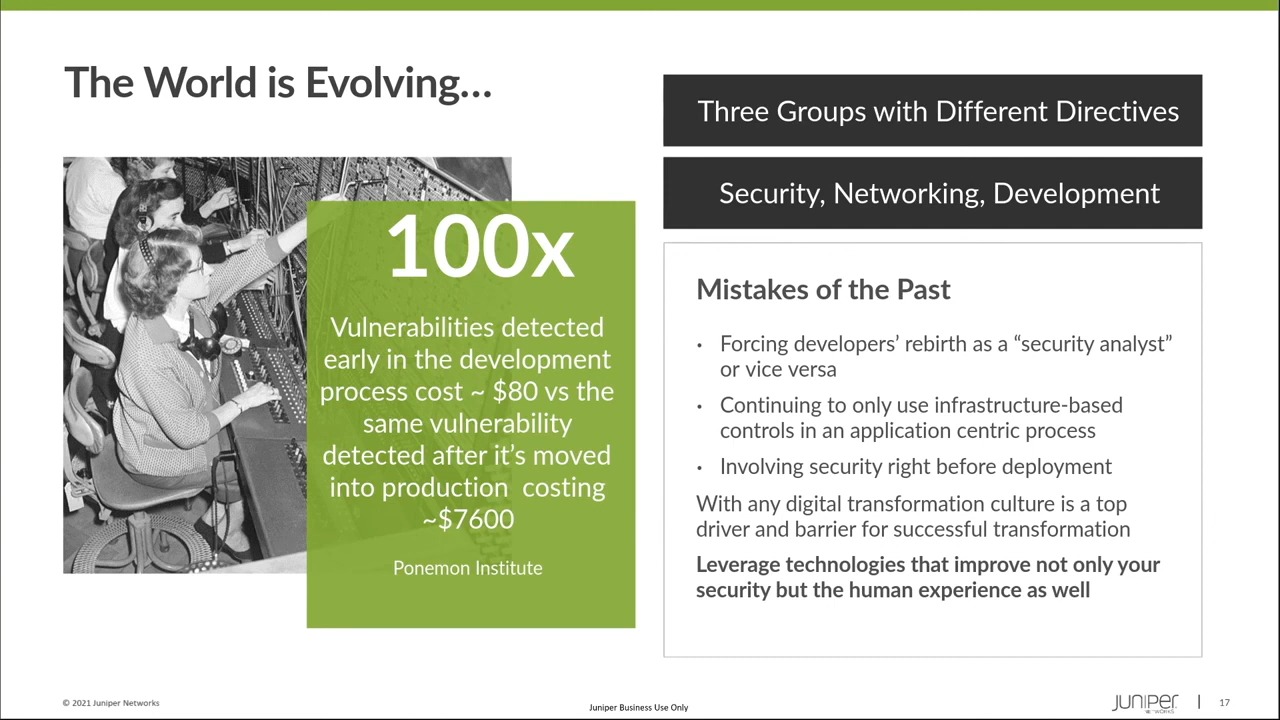 The World is Evolving...
100x
Vulnerabilities detected
early in the development
process cost ~ $80 vs the
same vulnerability
detected after it’s moved
into production  costing
~$7600
Ponemon Institute
Three Groups with Different Directives
Security, Networking, Development
Mistakes of the Past
• Forcing developers’ rebirth as a “security analyst”
or vice versa
• Continuing to only use infrastructure-based
controls in an application centric process
• Involving security right before deployment
With any digital transformation culture is a top
driver and barrier for successful transformation
Leverage technologies that improve not only your
security but the human experience as well
© 2021 Juniper Networks
Juniper Business Use Only
JUNIPER
NETWORKS
| 17